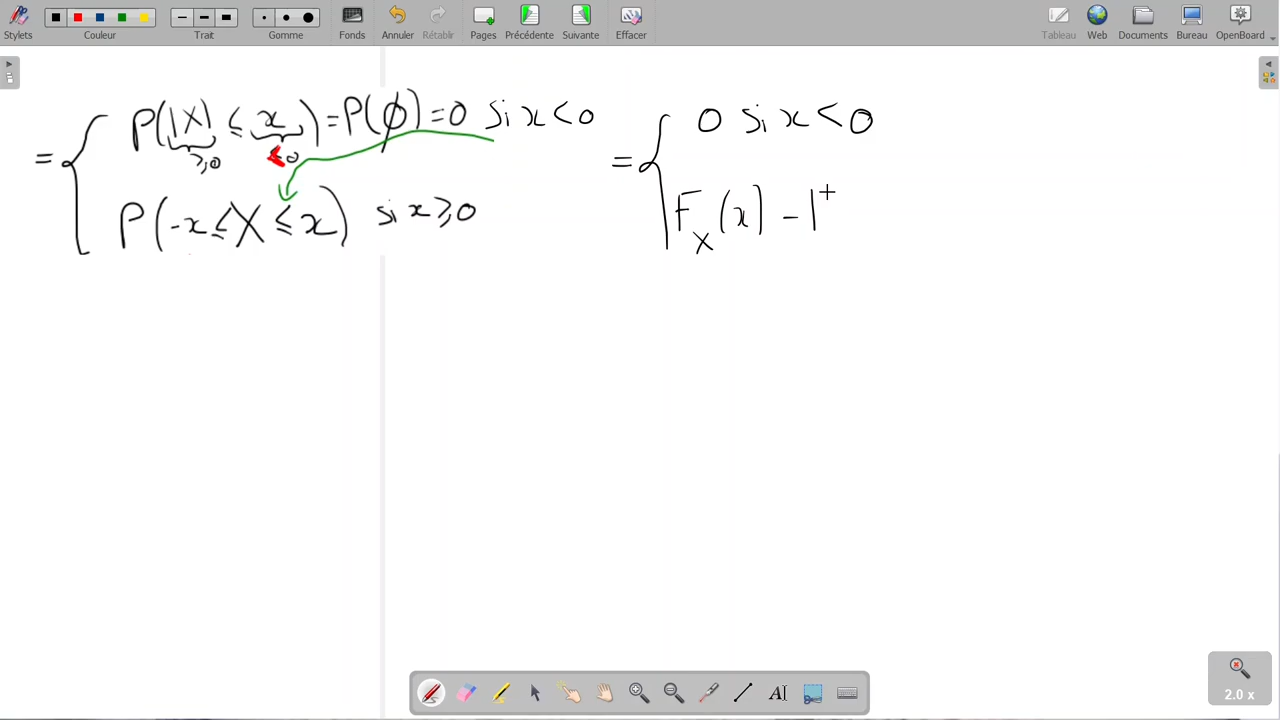 Stylets Couleur Trait Gomme Fonds Annuler Rétablir Pages Précédente Suivante Effacer Tableau Web Documents Bureau OpenBoard
= { P(|X| ≤ x) = P(∅) = 0 si x < 0
≥0 <0
P(-x ≤ X ≤ x) si x ≥ 0
= { 0 si x < 0
F_X(x) - F
2.0 x